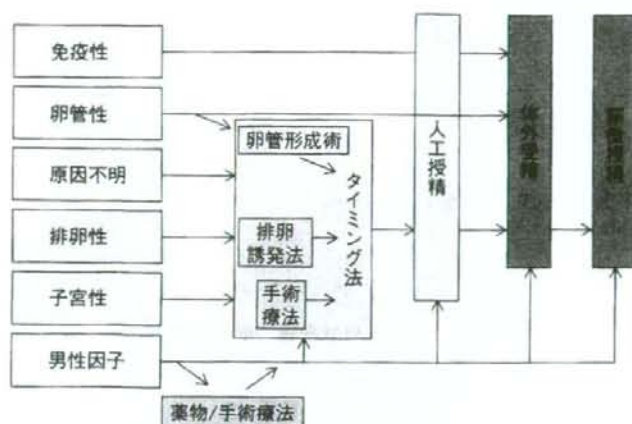 免疫性
卵管性
原因不明
排卵性
子宮性
男性因子
卵管形成術
排卵
誘発法
手術
療法
タイミング法
薬物/手術療法
人工授精
体外受精